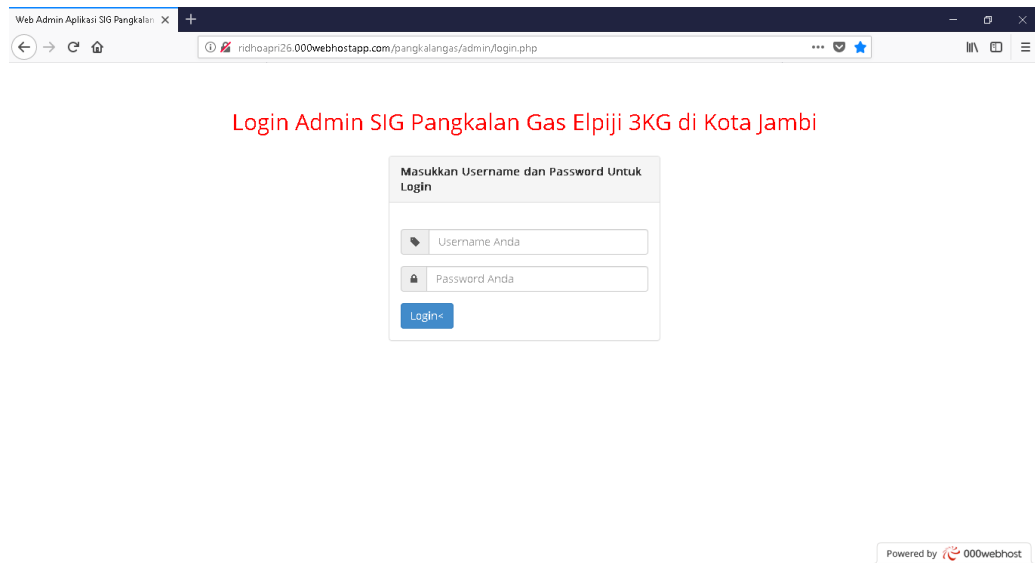 Web Admin Aplikasi SIG Pangkalan
ridhoapri26.000webhostapp.com/pangkalangas/admin/login.php
Login Admin SIG Pangkalan Gas Elpiji 3KG di Kota Jambi
Masukkan Username dan Password Untuk
Login
Username Anda
Password Anda
Login<
Powered by 000webhost